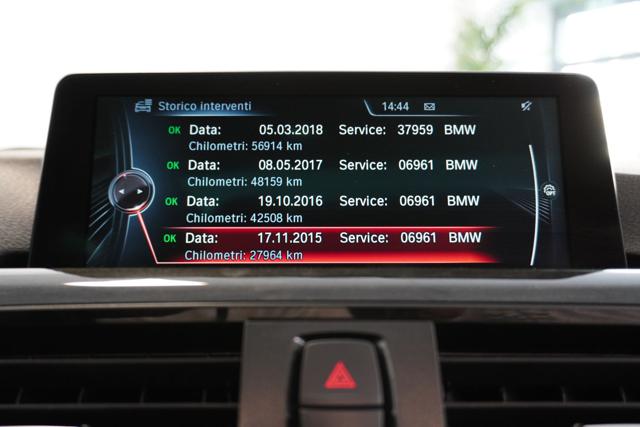 Storico interventi 14:44
OK Data: 05.03.2018 Service: 37959 BMW
Chilometri: 56914 km
OK Data: 08.05.2017 Service: 06961 BMW
Chilometri: 48159 km
OK Data: 19.10.2016 Service: 06961 BMW
Chilometri: 42508 km
OK Data: 17.11.2015 Service: 06961 BMW
Chilometri: 27964 km
OFF